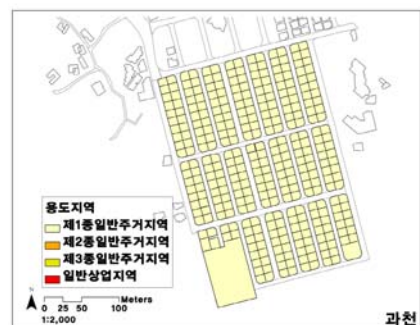 용도지역
제1종일반주거지역
제2종일반주거지역
제3종일반주거지역
일반상업지역
N
0 25 50 100
Meters
1:2,000
과천